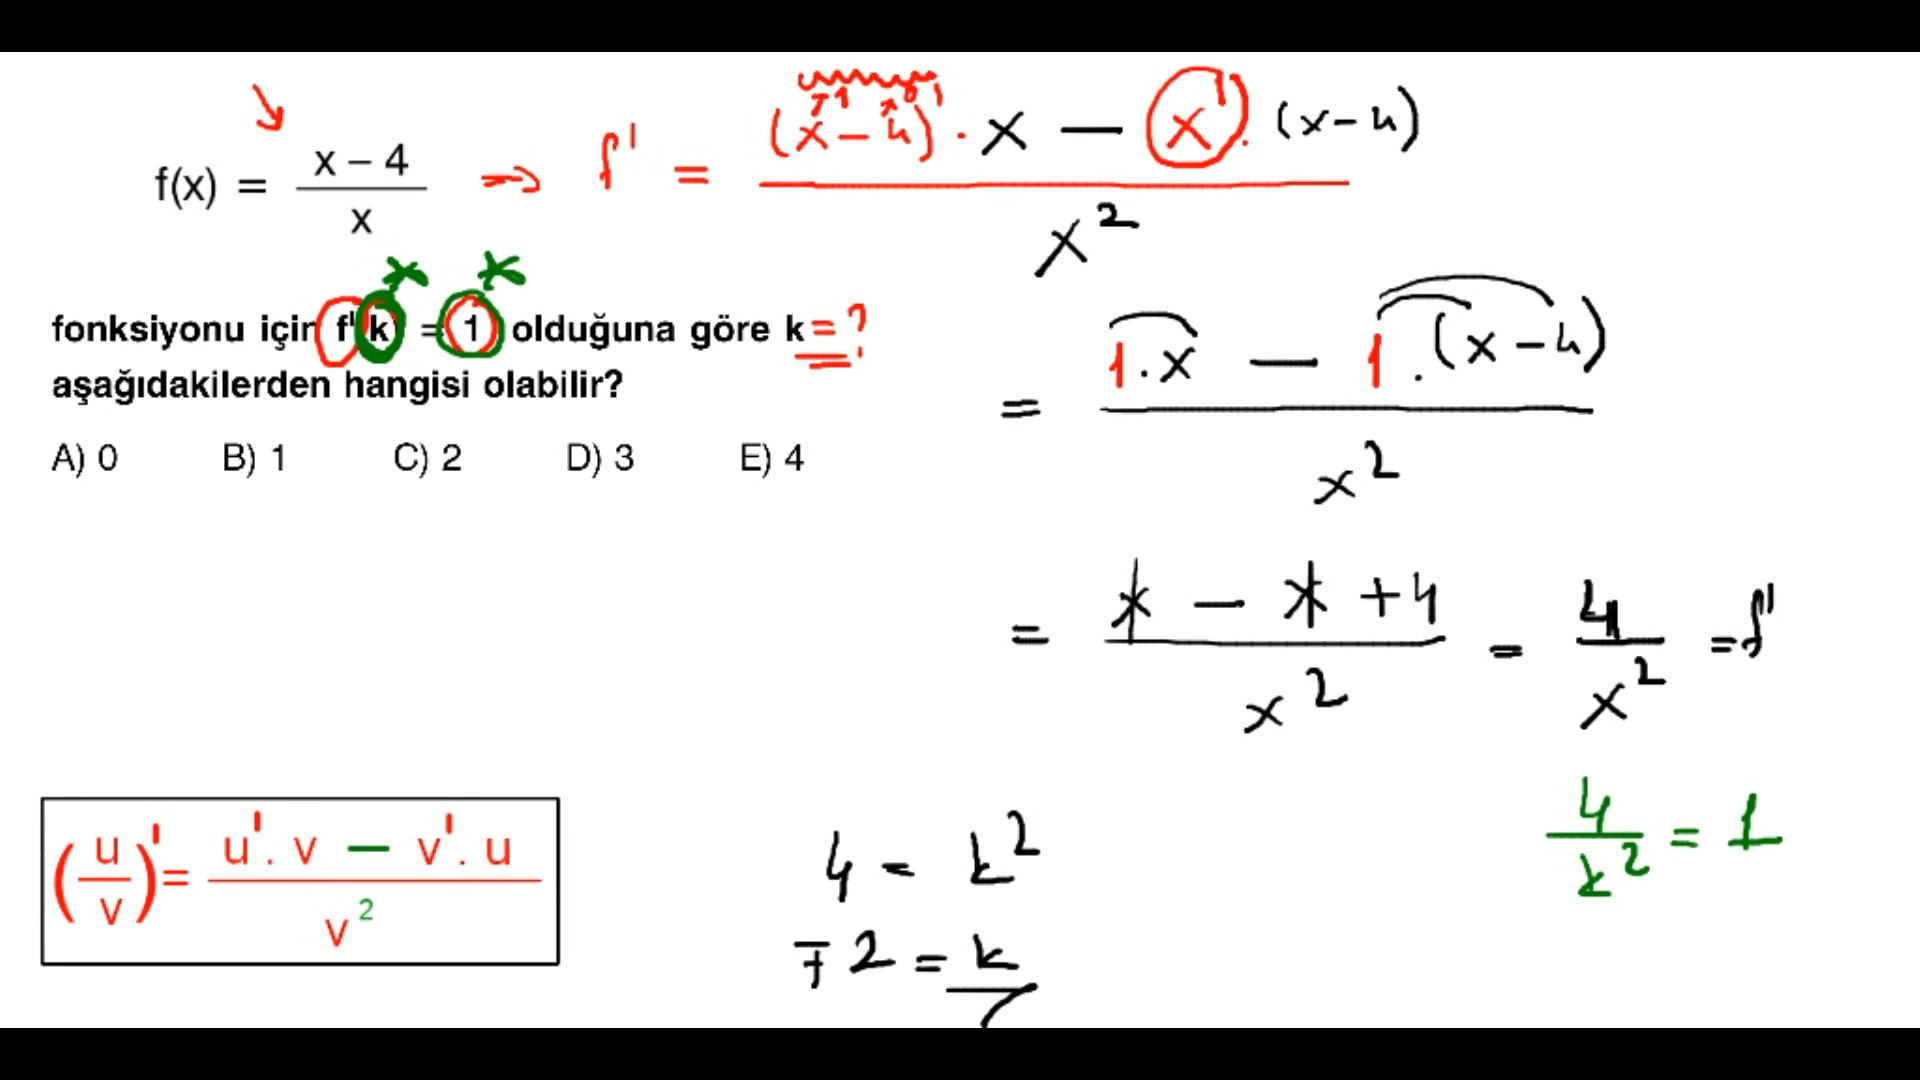 f(x) = x – 4 / x => f' = (x – 4)' . x – x' . (x – 4) / x²
fonksiyonu için f'(k) = 1 olduğuna göre k = ?
aşağıdakilerden hangisi olabilir?
A) 0 B) 1 C) 2 D) 3 E) 4
= 1 . x – 1 . (x – 4) / x²
= x – x + 4 / x² = 4 / x² = f'
4 / k² = 1
4 = k²
∓ 2 = k
(u / v)' = u' . v – v' . u / v²